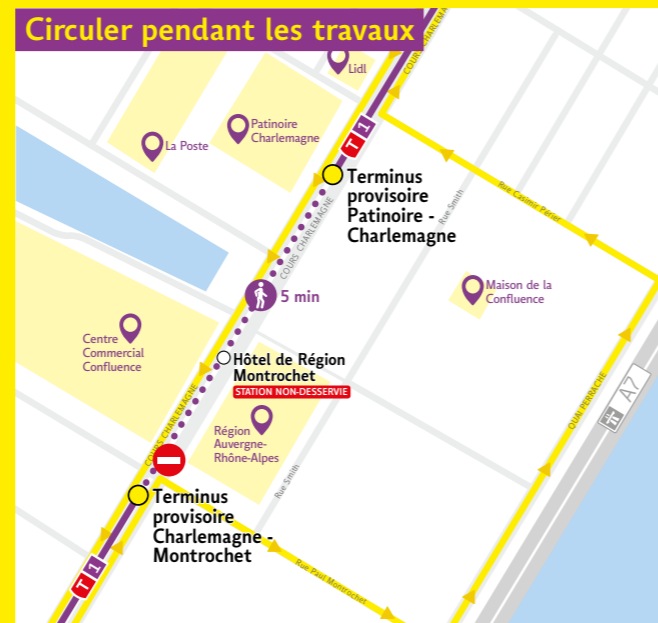 Circuler pendant les travaux
COURS CHARLEMAGNE
Lidl
Patinoire
Charlemagne
La Poste
T 1
Terminus
provisoire
Patinoire -
Charlemagne
Rue Casimir Périer
Rue Smith
COURS CHARLEMAGNE
Maison de la
Confluence
5 min
Centre
Commercial
Confluence
Hôtel de Région
Montrochet
STATION NON-DESSERVIE
A7
QUAI PERRACHE
COURS CHARLEMAGNE
Région
Auvergne-
Rhône-Alpes
Rue Smith
Terminus
provisoire
Charlemagne -
Montrochet
Rue Paul Montrochet
T 1